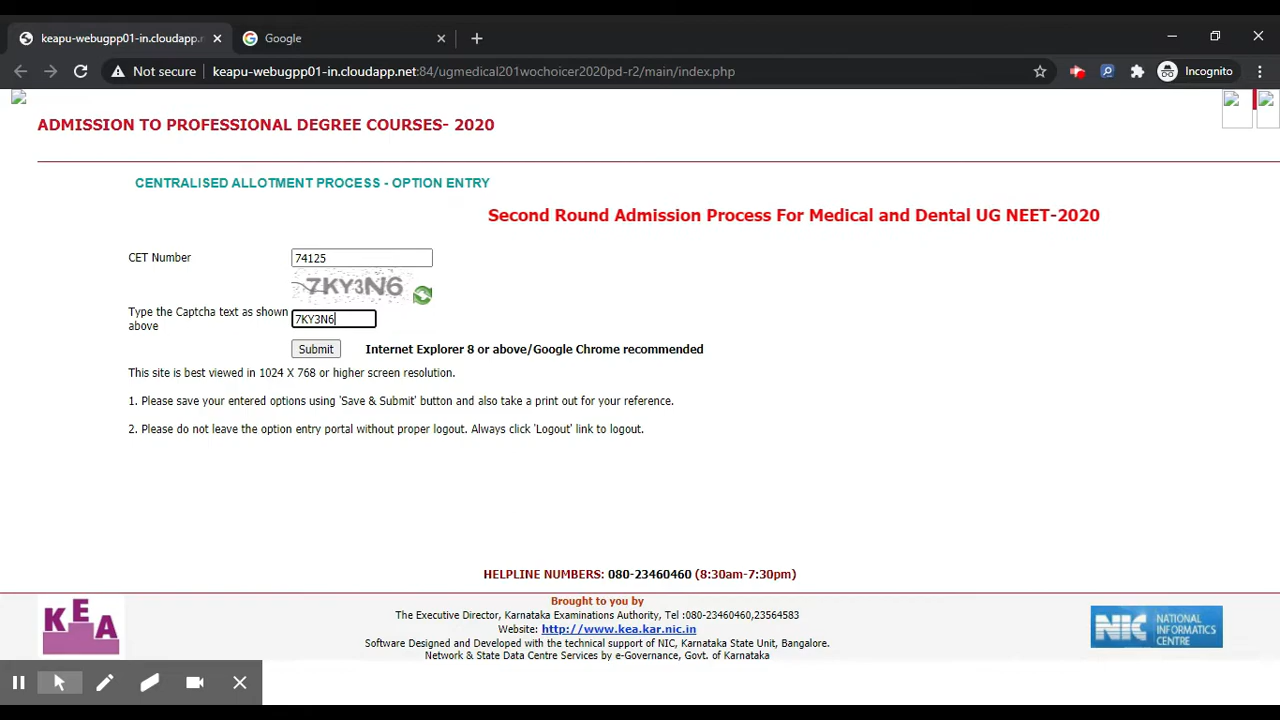 keapu-webugpp01-in.cloudapp.n
Google
Not secure
keapu-webugpp01-in.cloudapp.net:84/ugmedical201wochoicer2020pd-r2/main/index.php
Incognito
ADMISSION TO PROFESSIONAL DEGREE COURSES- 2020
CENTRALISED ALLOTMENT PROCESS - OPTION ENTRY
Second Round Admission Process For Medical and Dental UG NEET-2020
CET Number 74125
7KY3N6
Type the Captcha text as shown
above
7KY3N6
Submit Internet Explorer 8 or above/Google Chrome recommended
This site is best viewed in 1024 X 768 or higher screen resolution.
1. Please save your entered options using 'Save & Submit' button and also take a print out for your reference.
2. Please do not leave the option entry portal without proper logout. Always click 'Logout' link to logout.
HELPLINE NUMBERS: 080-23460460 (8:30am-7:30pm)
Brought to you by
The Executive Director, Karnataka Examinations Authority, Tel :080-23460460,23564583
Website: http://www.kea.kar.nic.in
Software Designed and Developed with the technical support of NIC, Karnataka State Unit, Bangalore.
Network & State Data Centre Services by e-Governance, Govt. of Karnataka
KEA
NIC NATIONAL
INFORMATICS
CENTRE